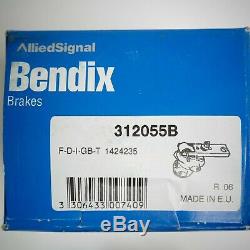 AlliedSignal
Bendix
Brakes
312055B
F-D-I-GB-T 1424235
3 306433 007409
R. 06
MADE IN E.U.